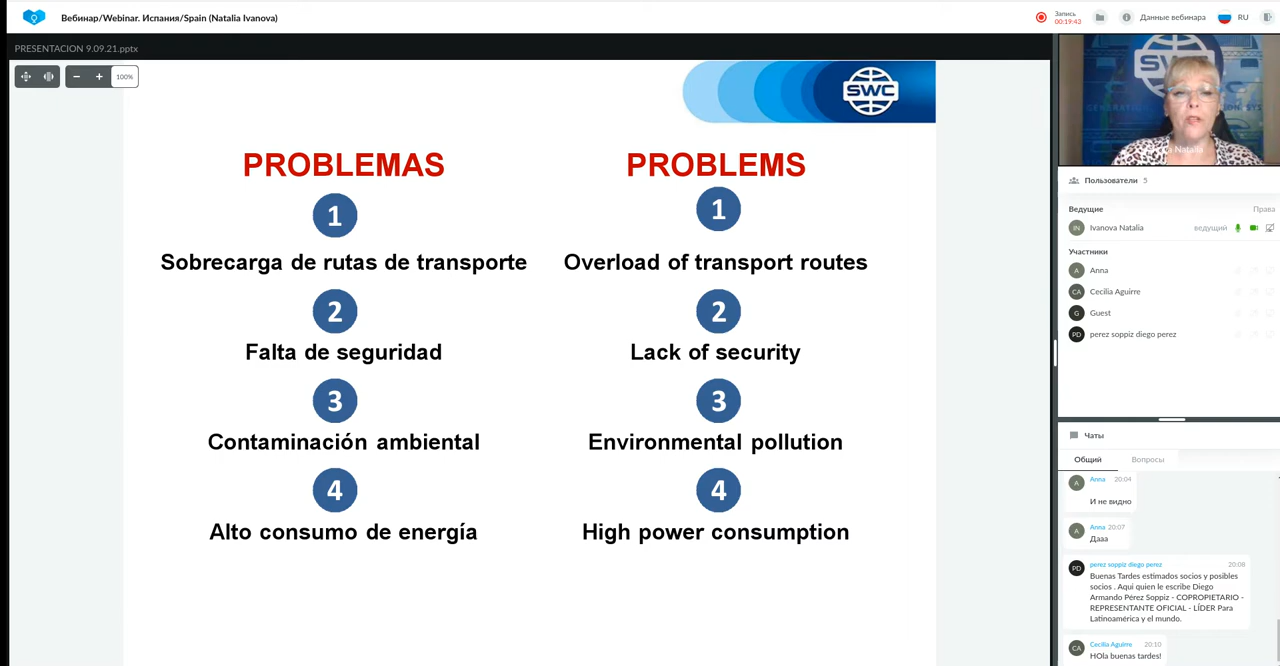 Вебинар/Webinar. Испания/Spain (Natalia Ivanova)
Запись
00:19:43
Данные вебинара
RU
PRESENTACION 9.09.21.pptx
100%
SWC
PROBLEMAS
1
Sobrecarga de rutas de transporte
2
Falta de seguridad
3
Contaminación ambiental
4
Alto consumo de energía
PROBLEMS
1
Overload of transport routes
2
Lack of security
3
Environmental pollution
4
High power consumption
SWC
Natalia
Пользователи 5
Ведущие Права
IN Ivanova Natalia ведущий
Участники
A Anna
CA Cecilia Aguirre
G Guest
PD perez soppiz diego perez
Чаты
Общий Вопросы
A Anna 20:04
И не видно
A Anna 20:07
Дааа
PD perez soppiz diego perez 20:08
Buenas Tardes estimados socios y posibles
socios . Aqui quien le escribe Diego
Armando Pérez Soppiz - COPROPIETARIO -
REPRESENTANTE OFICIAL - LÍDER Para
Latinoamérica y el mundo.
CA Cecilia Aguirre 20:10
HOla buenas tardes!